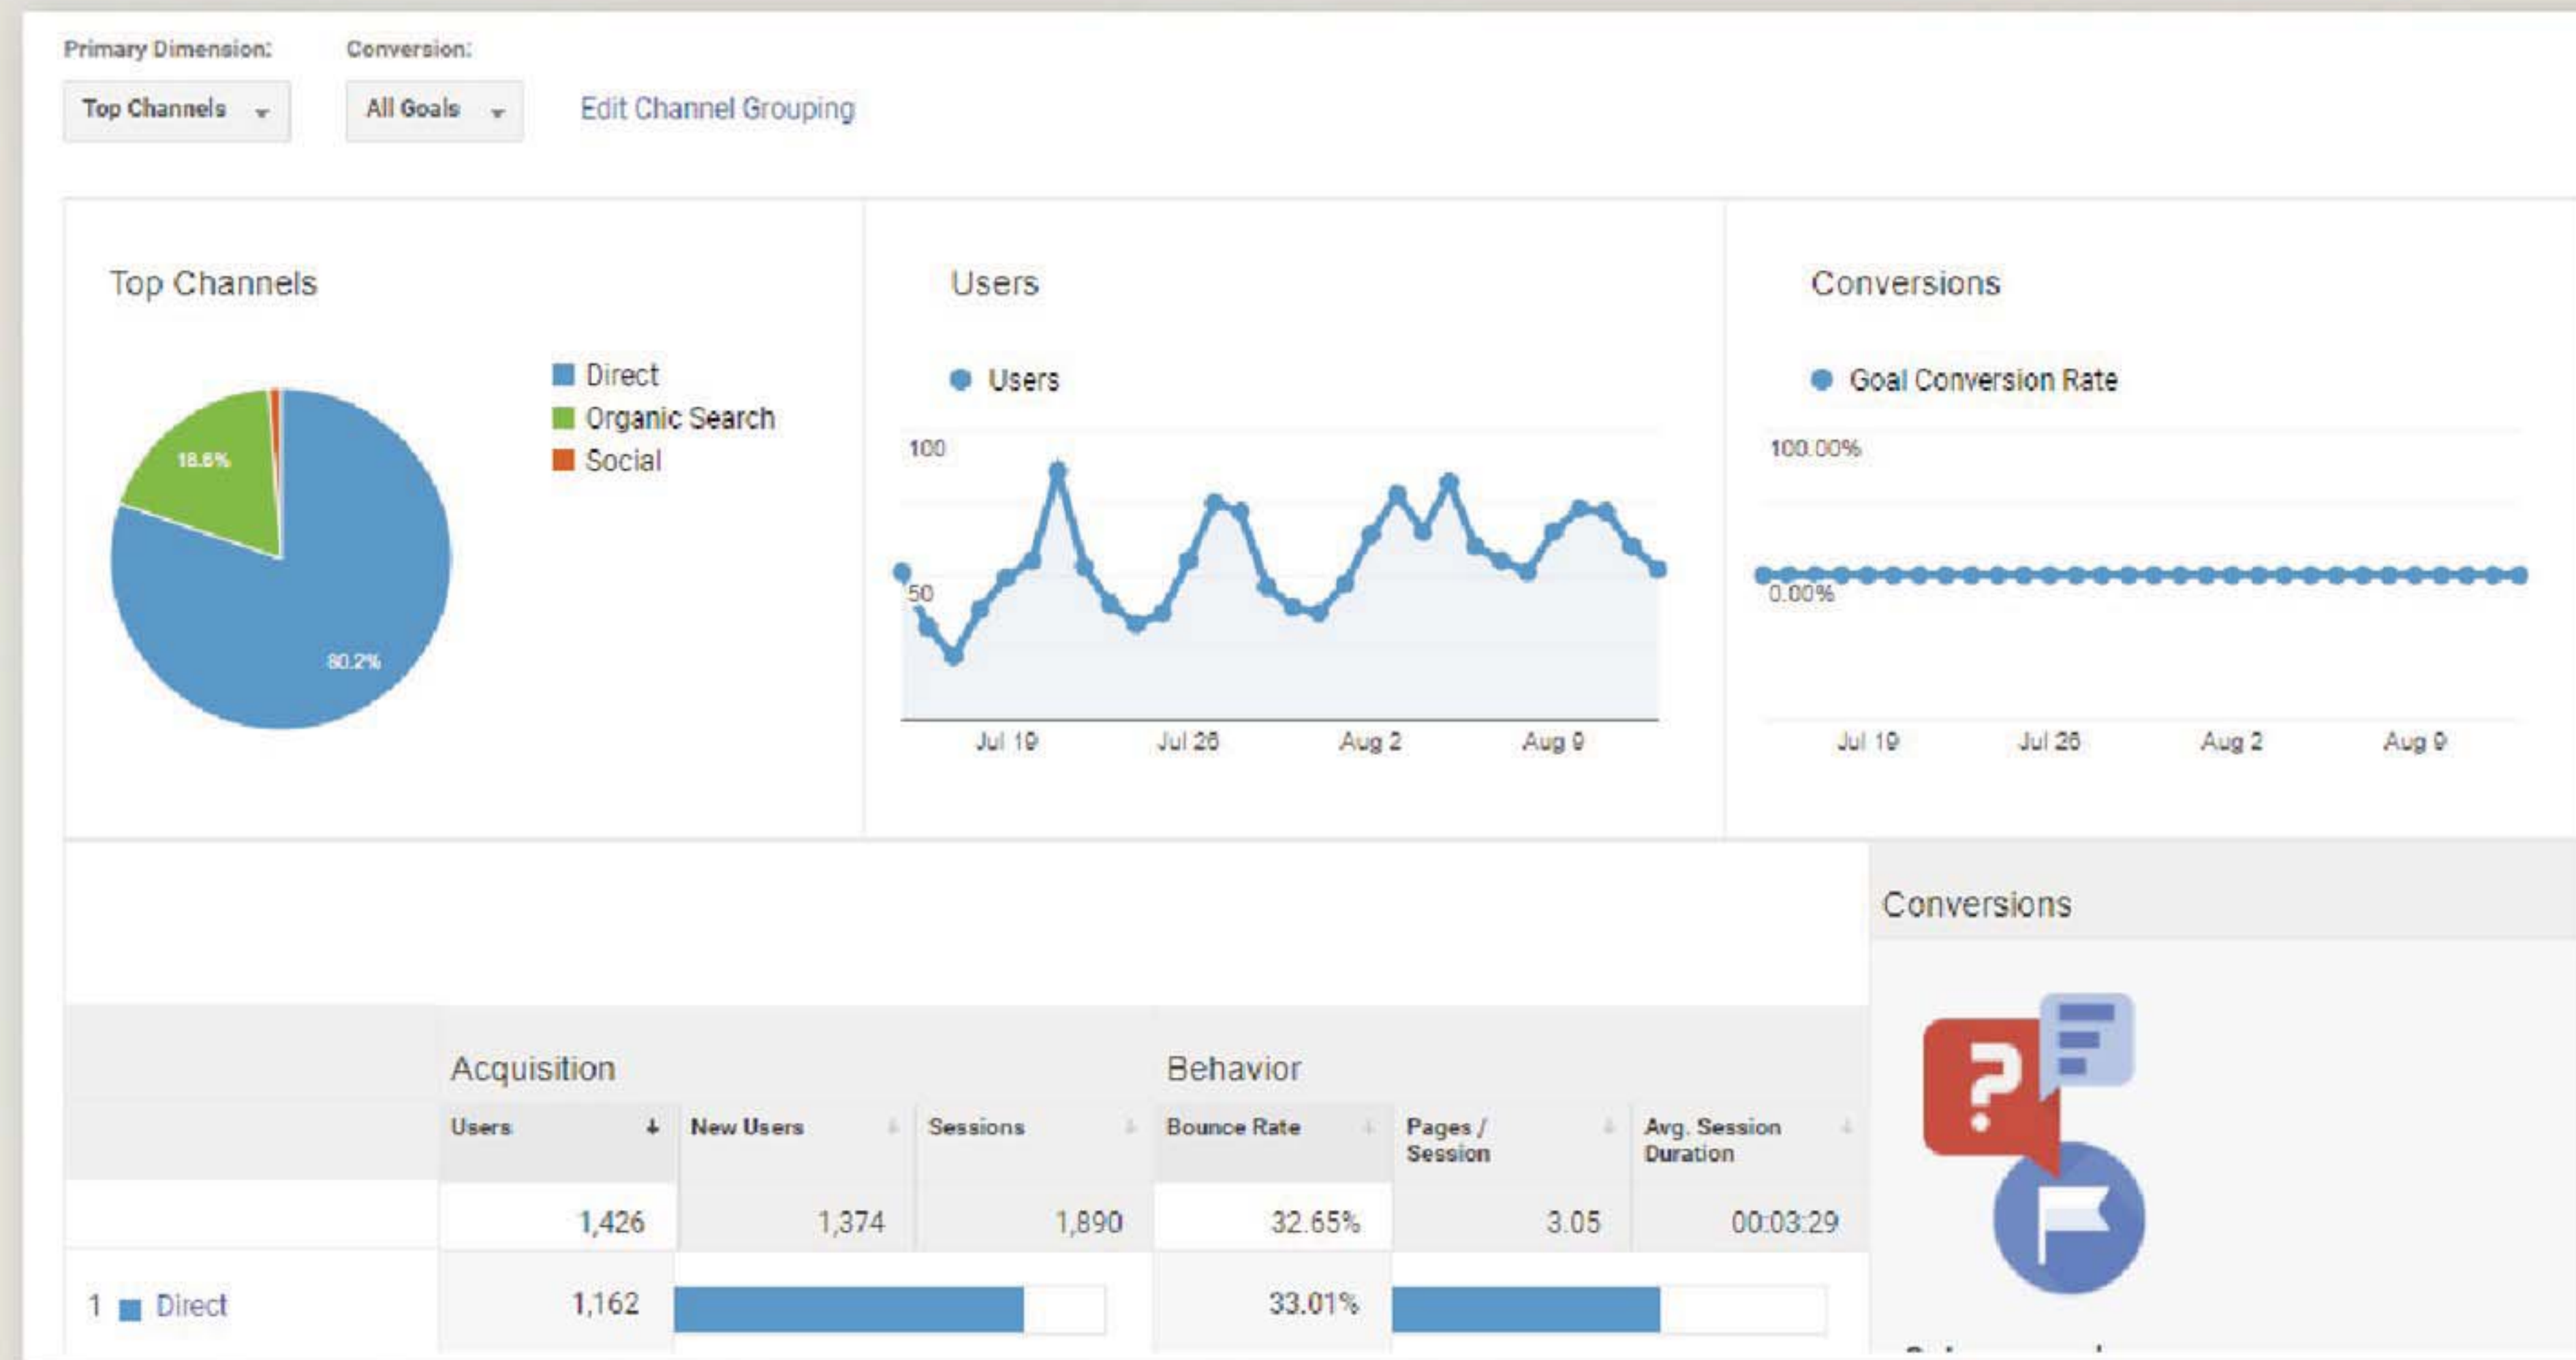 Primary Dimension:
Conversion:
Top Channels
All Goals
Edit Channel Grouping
Top Channels
Direct
Organic Search
Social
18.6%
80.2%
Users
Users
100
50
Jul 19
Jul 26
Aug 2
Aug 9
Conversions
Goal Conversion Rate
100.00%
0.00%
Jul 19
Jul 26
Aug 2
Aug 9
Conversions
Acquisition
Behavior
Users
New Users
Sessions
Bounce Rate
Pages /
Session
Avg. Session
Duration
1,426
1,374
1,890
32.65%
3.05
00:03:29
1 Direct
1,162
33.01%
?